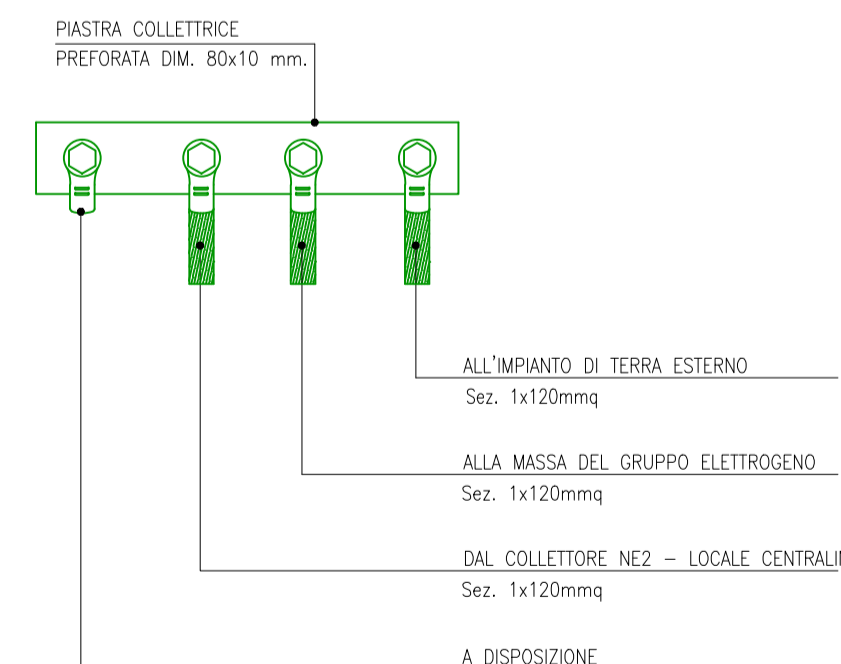 PIASTRA COLLETTRICE
PREFORATA DIM. 80x10 mm.
ALL'IMPIANTO DI TERRA ESTERNO
Sez. 1x120mmq
ALLA MASSA DEL GRUPPO ELETTROGENO
Sez. 1x120mmq
DAL COLLETTORE NE2 – LOCALE
Sez. 1x120mmq
A DISPOSIZIONE